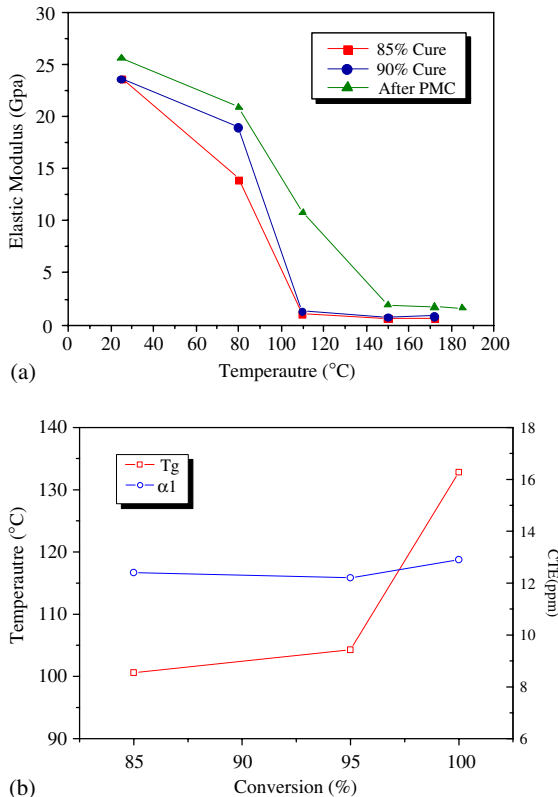 30
25
20
15
10
5
0
Elastic Modulus (Gpa)
85% Cure
90% Cure
After PMC
0 20 40 60 80 100 120 140 160 180 200
Temperautre (°C)
(a)
140
130
120
110
100
90
Temperautre (°C)
Tg
α1
18
16
14
12
10
8
6
CTE(ppm)
85 90 95 100
Conversion (%)
(b)